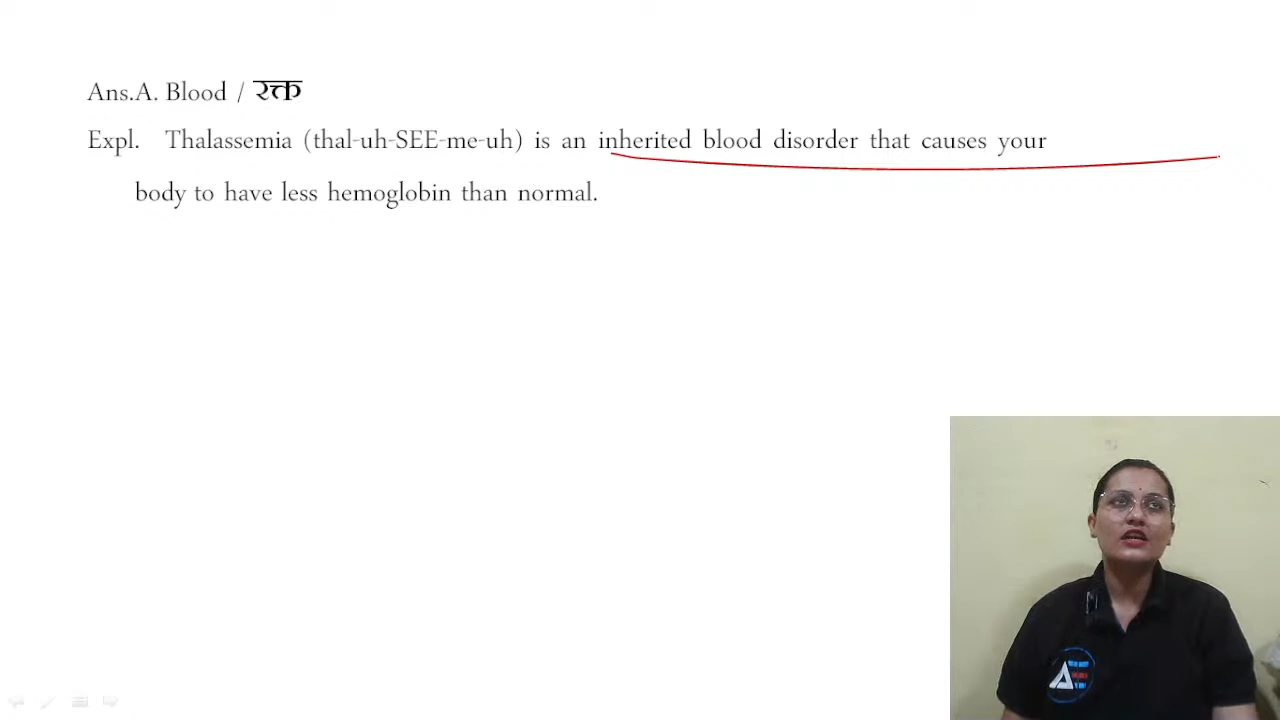 Ans.A. Blood / रक्त
Expl. Thalassemia (thal-uh-SEE-me-uh) is an inherited blood disorder that causes your
body to have less hemoglobin than normal.